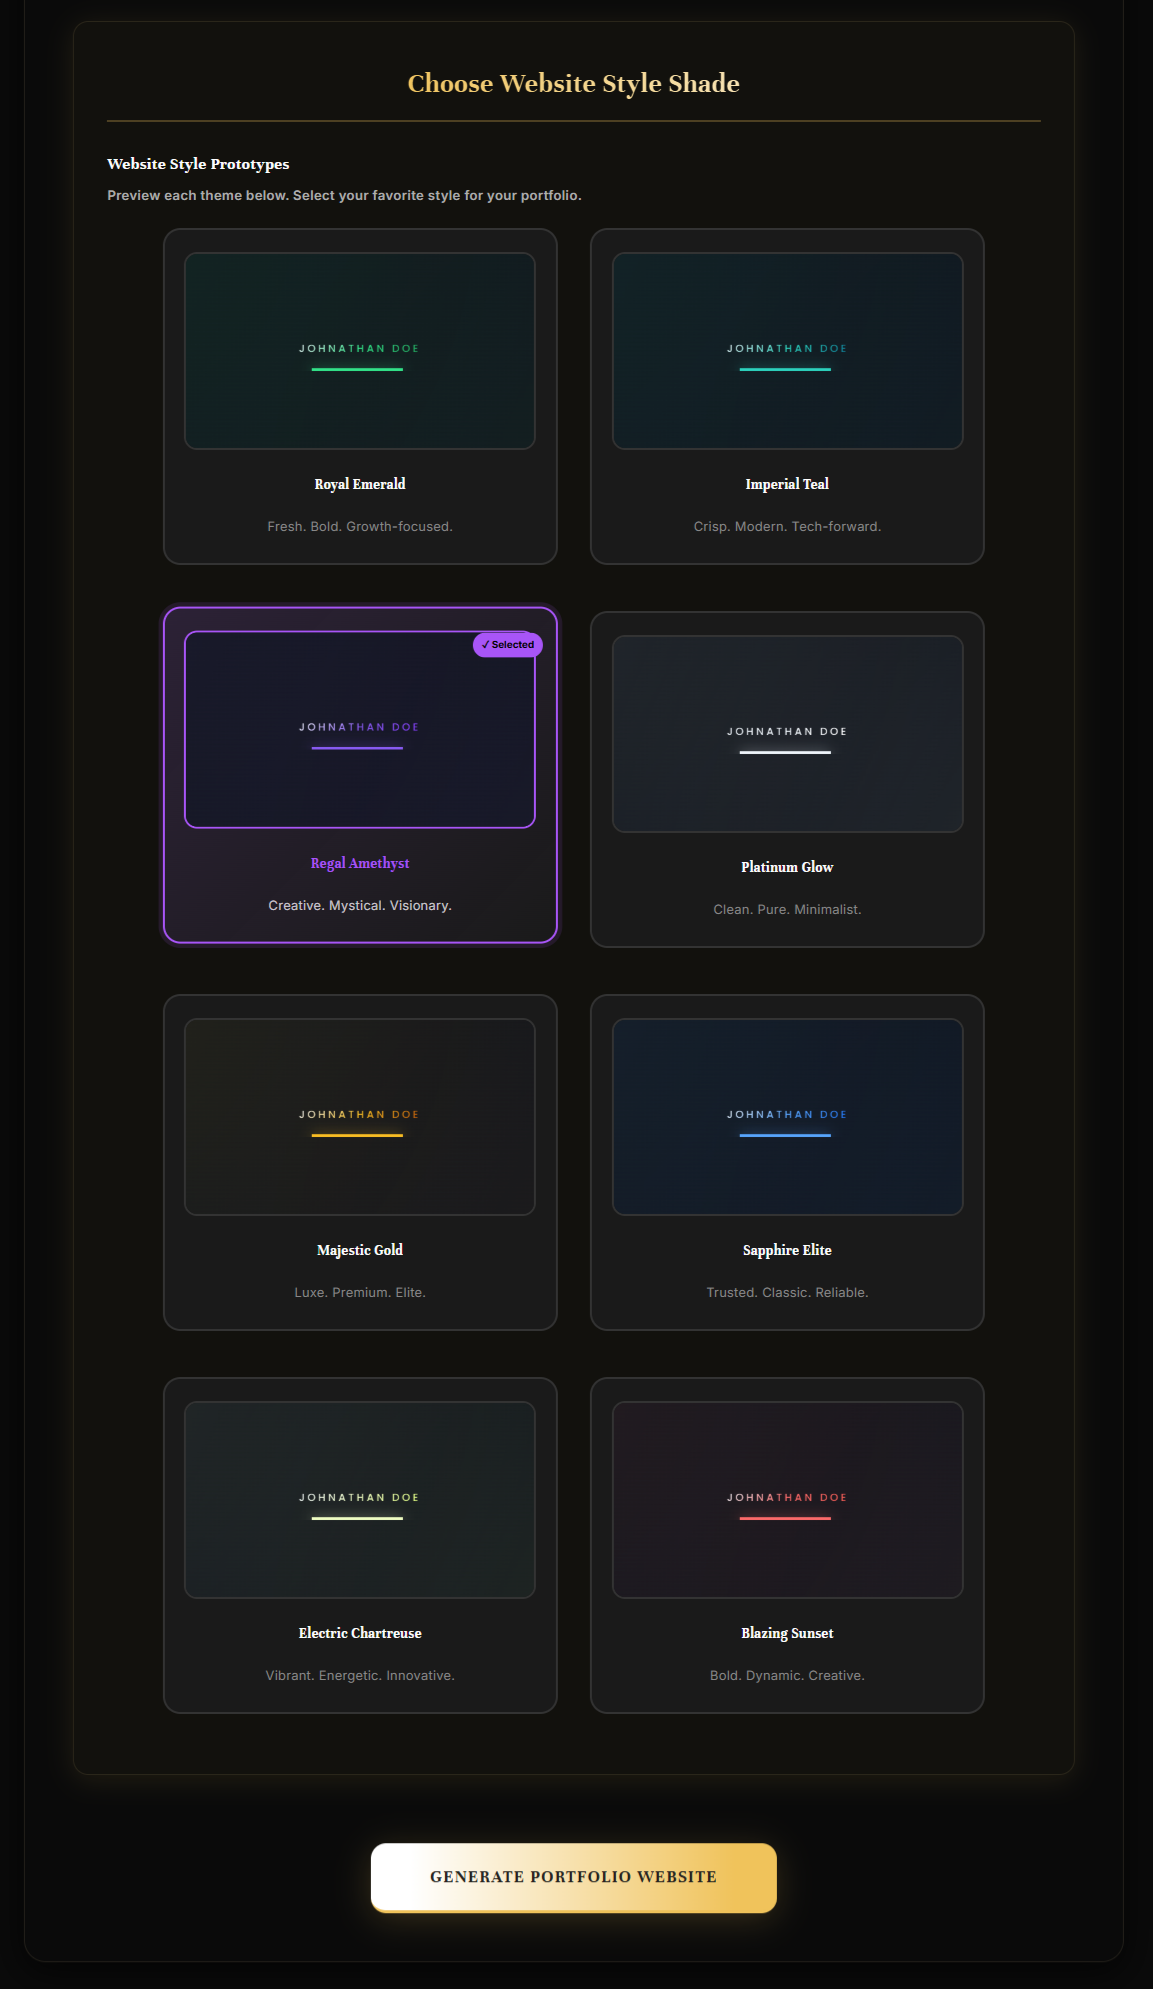 Choose Website Style Shade
Website Style Prototypes
Preview each theme below. Select your favorite style for your portfolio.
JOHNATHAN DOE
Royal Emerald
Fresh. Bold. Growth-focused.
JOHNATHAN DOE
Imperial Teal
Crisp. Modern. Tech-forward.
✓ Selected
JOHNATHAN DOE
Regal Amethyst
Creative. Mystical. Visionary.
JOHNATHAN DOE
Platinum Glow
Clean. Pure. Minimalist.
JOHNATHAN DOE
Majestic Gold
Luxe. Premium. Elite.
JOHNATHAN DOE
Sapphire Elite
Trusted. Classic. Reliable.
JOHNATHAN DOE
Electric Chartreuse
Vibrant. Energetic. Innovative.
JOHNATHAN DOE
Blazing Sunset
Bold. Dynamic. Creative.
GENERATE PORTFOLIO WEBSITE